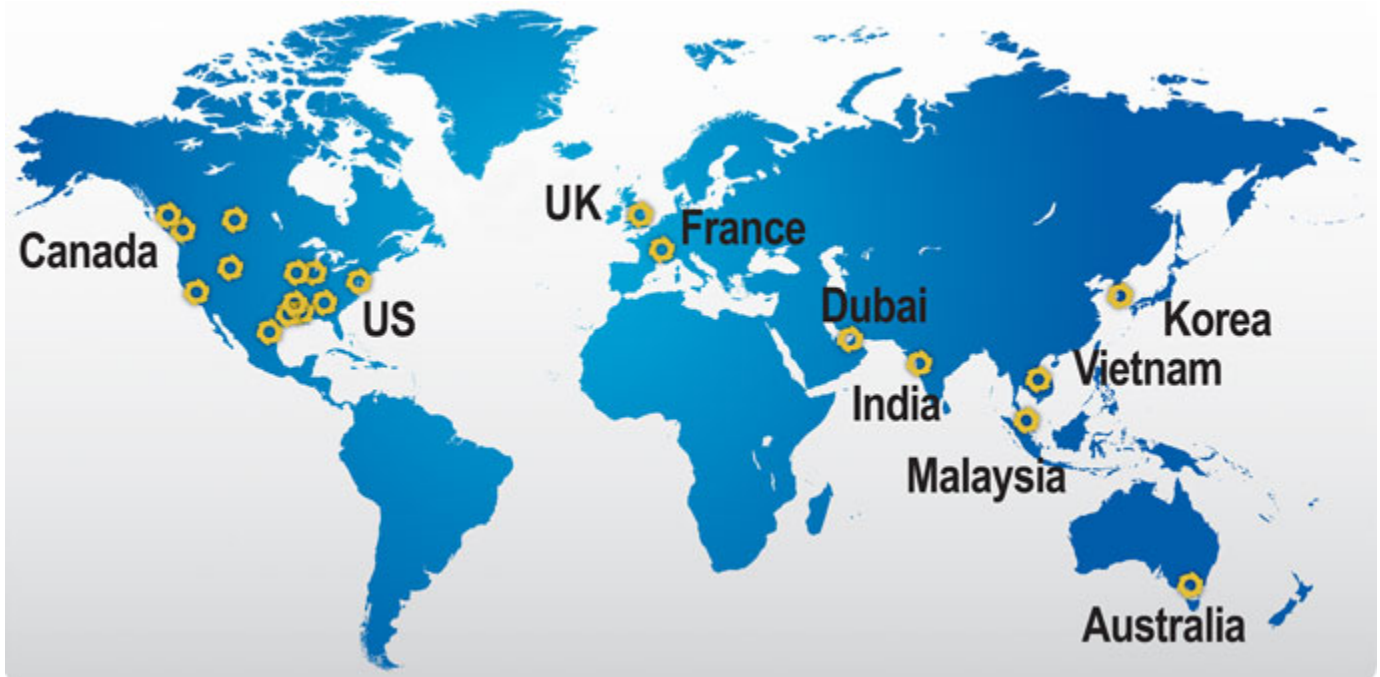 UK
France
Canada
US
Dubai
Korea
Vietnam
India
Malaysia
Australia